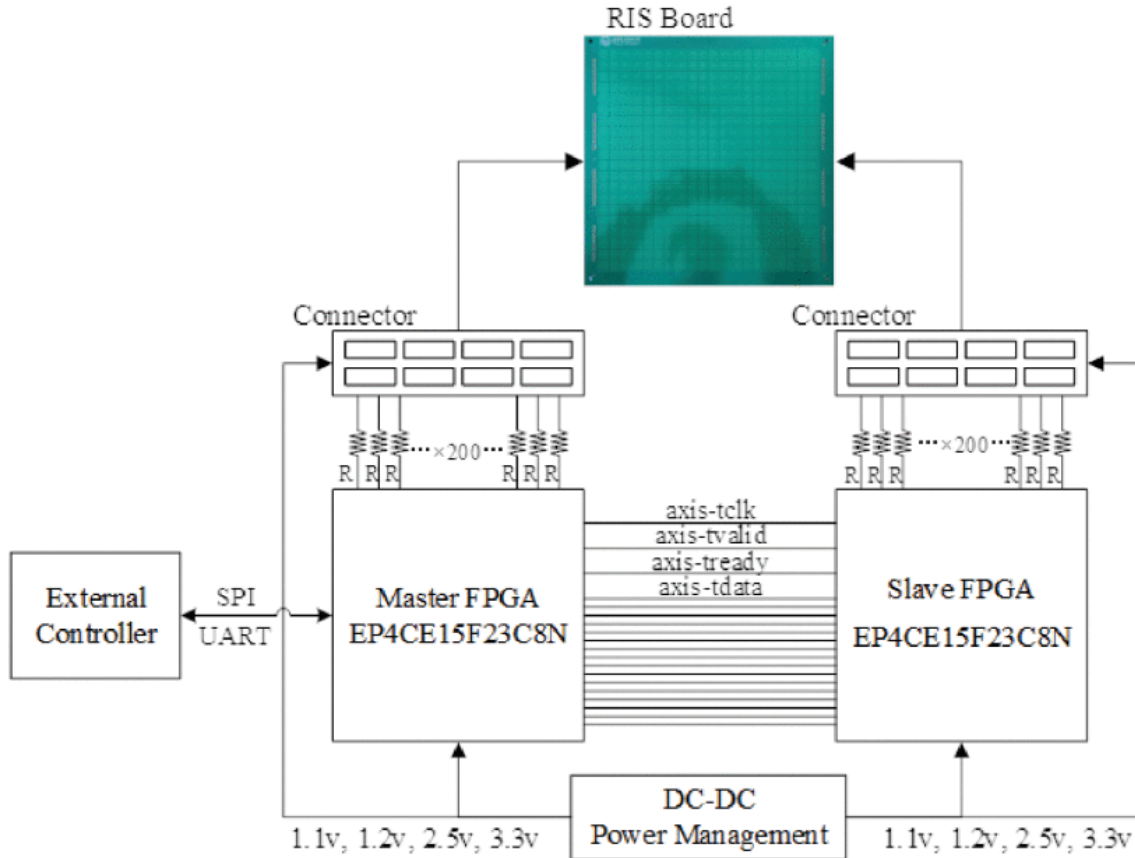 RIS Board
Connector
Connector
···×200···
···×200···
R R R R R R
R R R R R R
axis-tclk
axis-tvalid
axis-tready
axis-tdata
External
Controller
SPI
UART
Master FPGA
EP4CE15F23C8N
Slave FPGA
EP4CE15F23C8N
DC-DC
Power Management
1.1v, 1.2v, 2.5v, 3.3v
1.1v, 1.2v, 2.5v, 3.3v